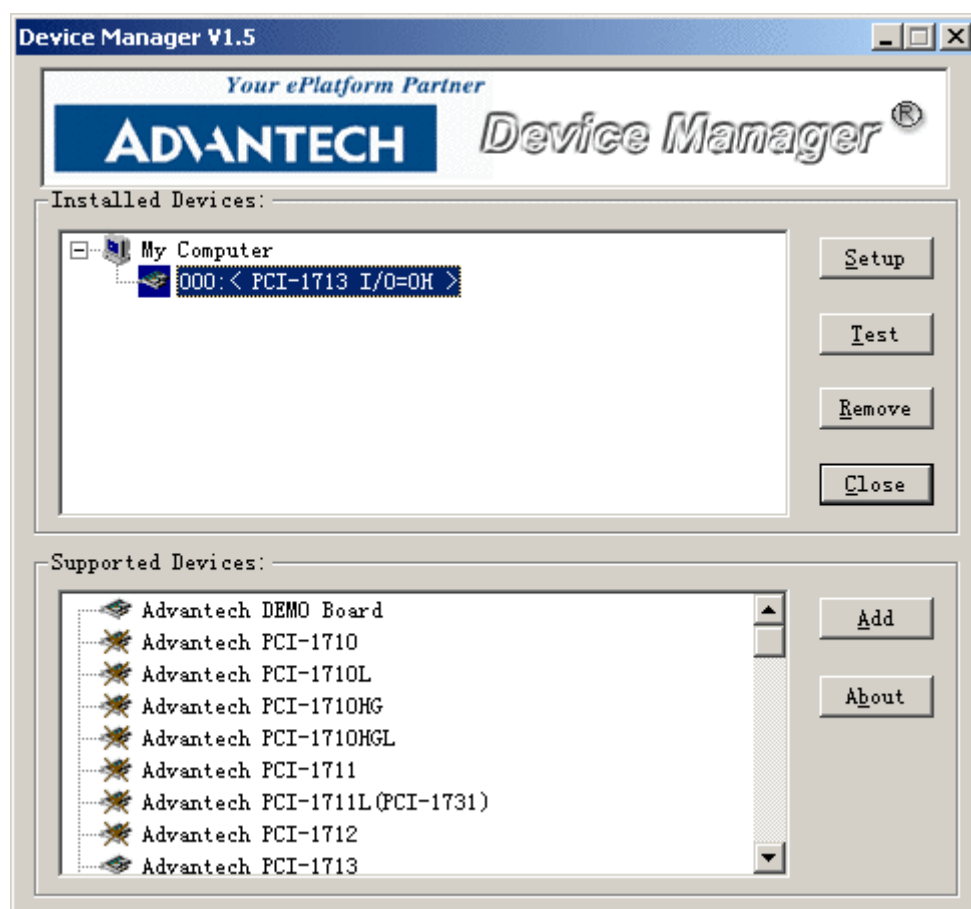 Device Manager V1.5
Your ePlatform Partner
ADVANTECH Device Manager ®
Installed Devices:
My Computer
000:< PCI-1713 I/O=0H >
Setup
Test
Remove
Close
Supported Devices:
Advantech DEMO Board
Advantech PCI-1710
Advantech PCI-1710L
Advantech PCI-1710HG
Advantech PCI-1710HGL
Advantech PCI-1711
Advantech PCI-1711L(PCI-1731)
Advantech PCI-1712
Advantech PCI-1713
Add
About